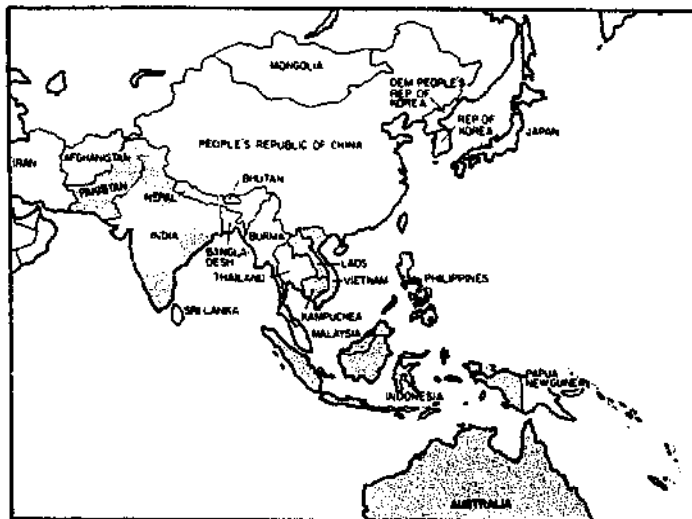 MONGOLIA
DEM PEOPLE'S
REP OF
KOREA
REP OF
KOREA
JAPAN
PEOPLE'S REPUBLIC OF CHINA
IRAN
AFGHANISTAN
PAKISTAN
NEPAL
BHUTAN
INDIA
BANGLA
DESH
BURMA
LAOS
THAILAND
VIETNAM
PHILIPPINES
KAMPUCHEA
SRI LANKA
MALAYSIA
INDONESIA
PAPUA
NEW GUINEA
AUSTRALIA